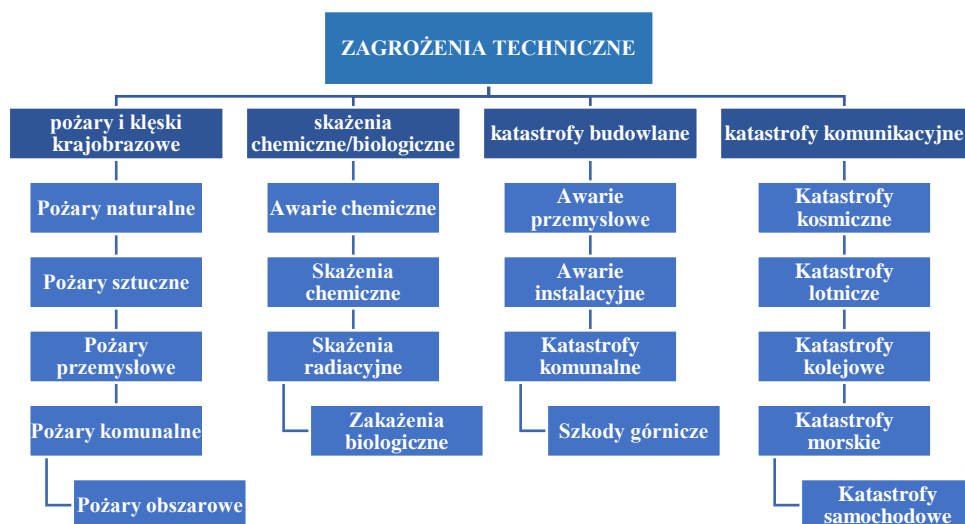 ZAGROŻENIA TECHNICZNE
pożary i klęski
krajobrazowe
Pożary naturalne
Pożary sztuczne
Pożary
przemysłowe
Pożary komunalne
Pożary obszarowe
skażenia
chemiczne/biologiczne
Awarie chemiczne
Skażenia
chemiczne
Skażenia
radiacyjne
Zakażenia
biologiczne
katastrofy budowlane
Awarie
przemysłowe
Awarie
instalacyjne
Katastrofy
komunalne
Szkody górnicze
katastrofy komunikacyjne
Katastrofy
kosmiczne
Katastrofy
lotnicze
Katastrofy
kolejowe
Katastrofy
morskie
Katastrofy
samochodowe